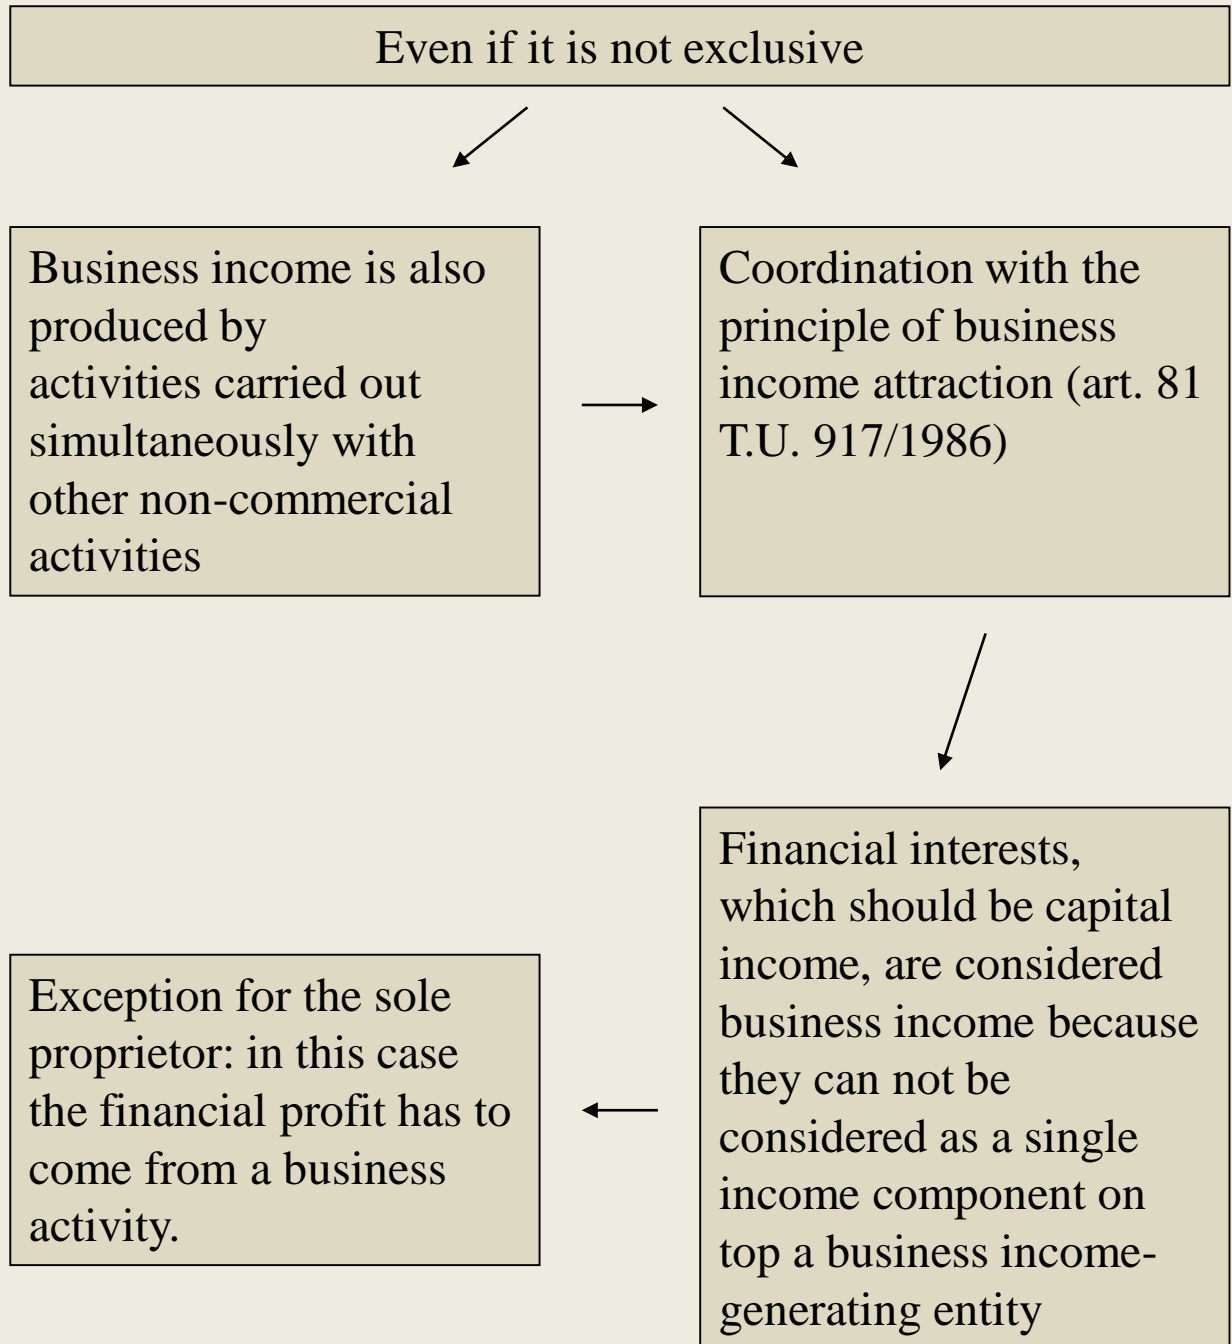 Even if it is not exclusive
Business income is also
produced by
activities carried out
simultaneously with
other non-commercial
activities
Coordination with the
principle of business
income attraction (art. 81
T.U. 917/1986)
Financial interests,
which should be capital
income, are considered
business income because
they can not be
considered as a single
income component on
top a business income-
generating entity
Exception for the sole
proprietor: in this case
the financial profit has to
come from a business
activity.